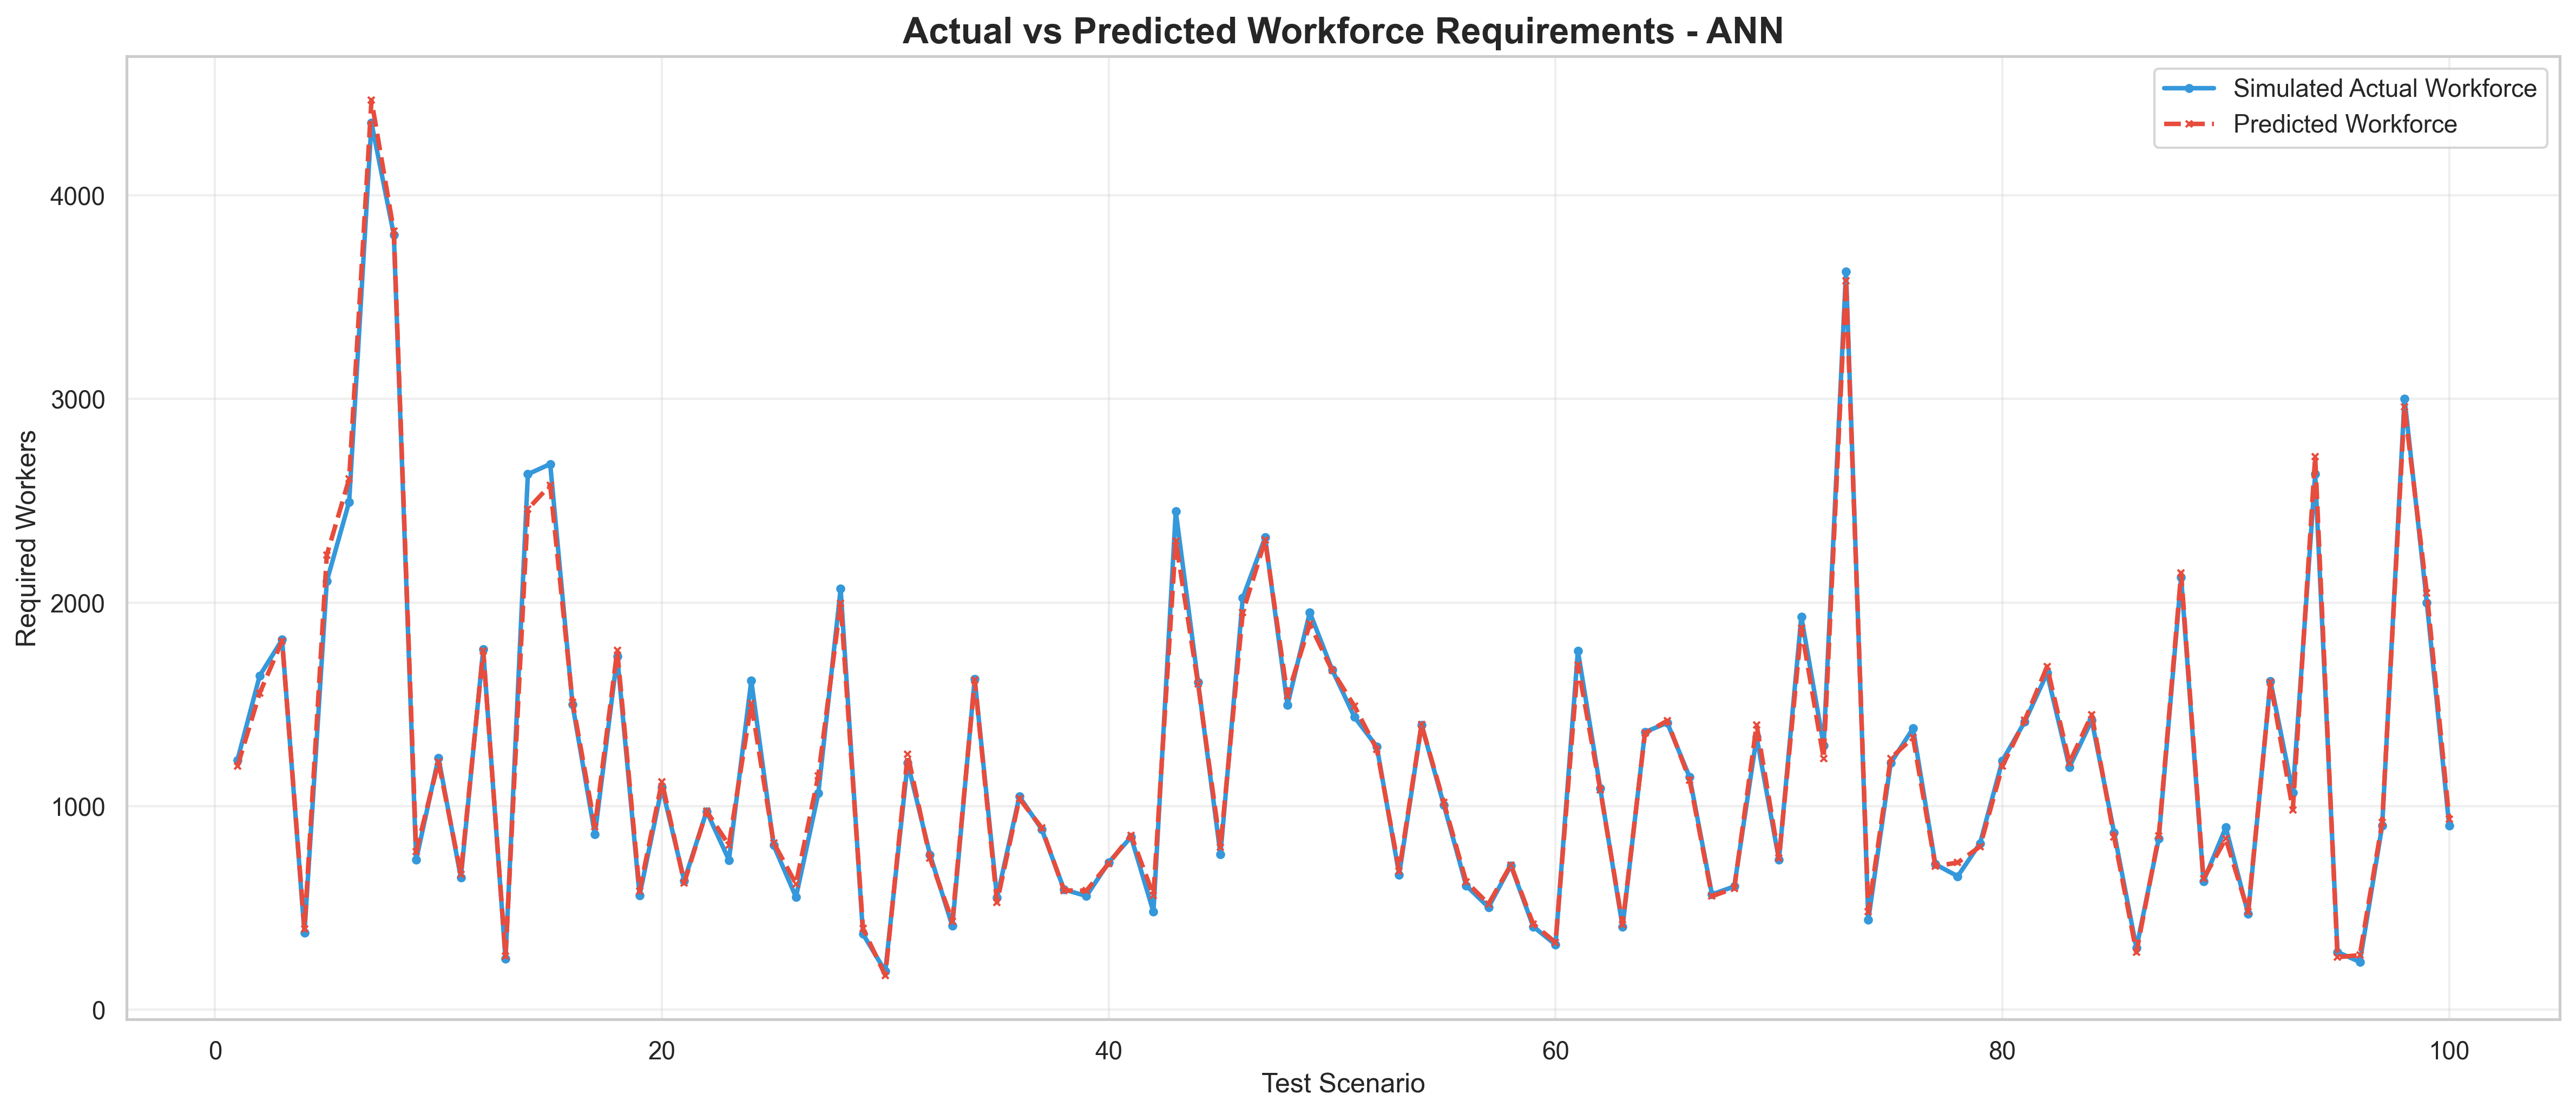 Actual vs Predicted Workforce Requirements - ANN
Simulated Actual Workforce
Predicted Workforce
Required Workers
4000
3000
2000
1000
0
0 20 40 60 80 100
Test Scenario